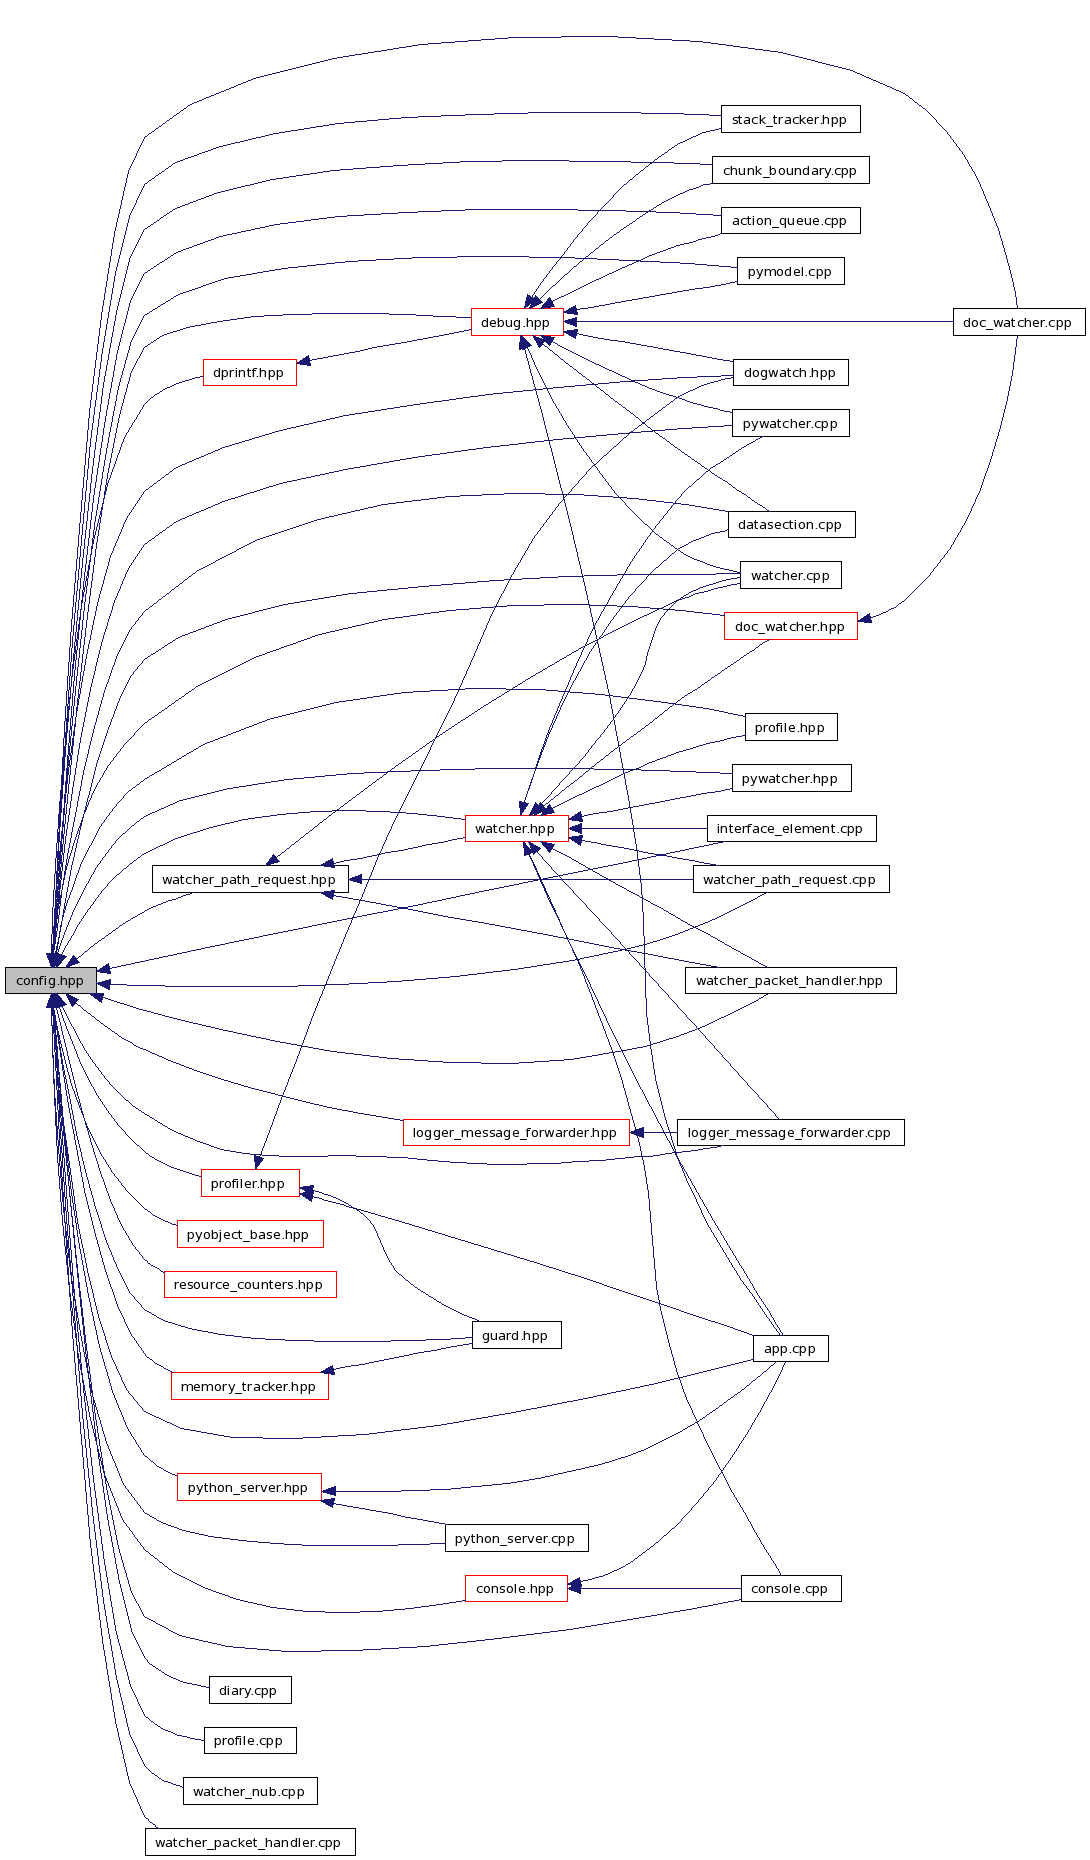 stack_tracker.hpp
chunk_boundary.cpp
action_queue.cpp
pymodel.cpp
debug.hpp
doc_watcher.cpp
dprintf.hpp
dogwatch.hpp
pywatcher.cpp
datasection.cpp
watcher.cpp
doc_watcher.hpp
profile.hpp
pywatcher.hpp
watcher.hpp
interface_element.cpp
watcher_path_request.hpp
watcher_path_request.cpp
config.hpp
watcher_packet_handler.hpp
logger_message_forwarder.hpp
logger_message_forwarder.cpp
profiler.hpp
pyobject_base.hpp
resource_counters.hpp
guard.hpp
app.cpp
memory_tracker.hpp
python_server.hpp
python_server.cpp
console.hpp
console.cpp
diary.cpp
profile.cpp
watcher_nub.cpp
watcher_packet_handler.cpp